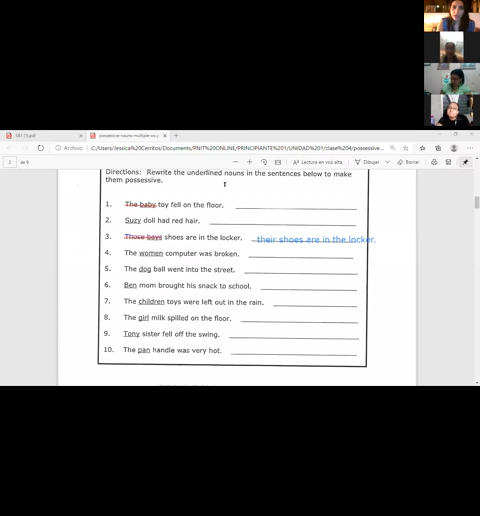 possessive-nouns-multiple-wo.p
Archivo
C:/Users/Jessica%20Cerritos/Documents/PNIT%20ONLINE/PRINCIPIANTE%201/UNIDAD%201/clase%204/possessive...
2 de 8
Lectura en voz alta
Dibujar
Borrar
Directions: Rewrite the underlined nouns in the sentences below to make
them possessive.
1. The baby toy fell on the floor.
2. Suzy doll had red hair.
3. Those boys shoes are in the locker. their shoes are in the locker.
4. The women computer was broken.
5. The dog ball went into the street.
6. Ben mom brought his snack to school.
7. The children toys were left out in the rain.
8. The girl milk spilled on the floor.
9. Tony sister fell off the swing.
10. The pan handle was very hot.